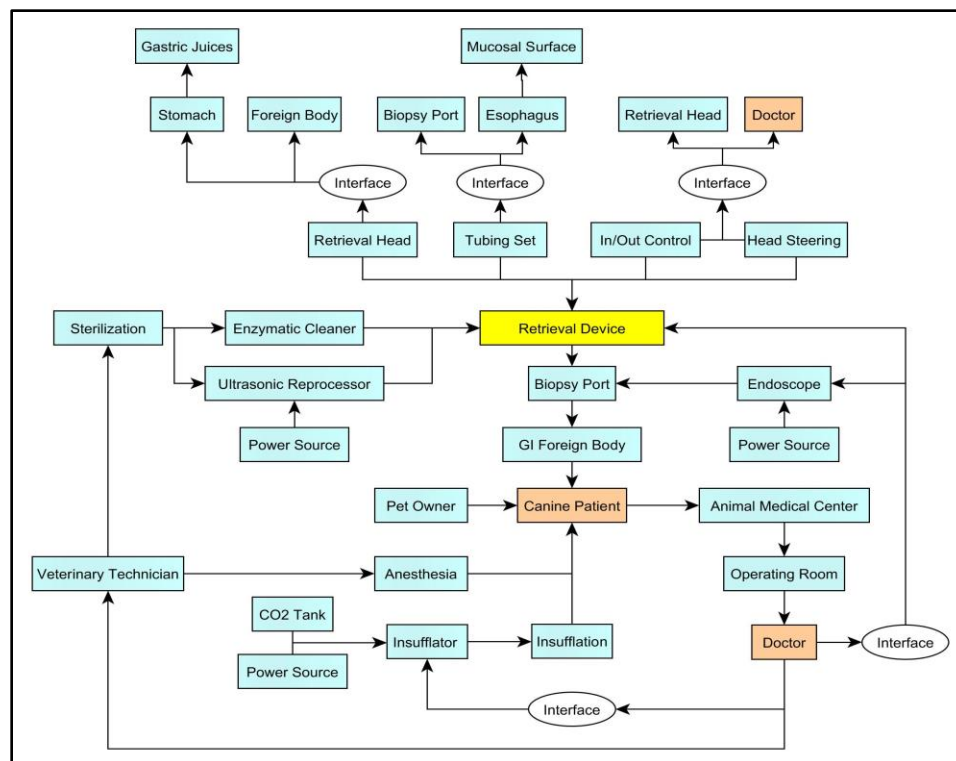 Gastric Juices
Mucosal Surface
Stomach
Foreign Body
Biopsy Port
Esophagus
Retrieval Head
Doctor
Interface
Interface
Interface
Retrieval Head
Tubing Set
In/Out Control
Head Steering
Sterilization
Enzymatic Cleaner
Retrieval Device
Ultrasonic Reprocessor
Biopsy Port
Endoscope
Power Source
GI Foreign Body
Power Source
Pet Owner
Canine Patient
Animal Medical Center
Veterinary Technician
Anesthesia
Operating Room
CO2 Tank
Insufflator
Insufflation
Doctor
Interface
Power Source
Interface